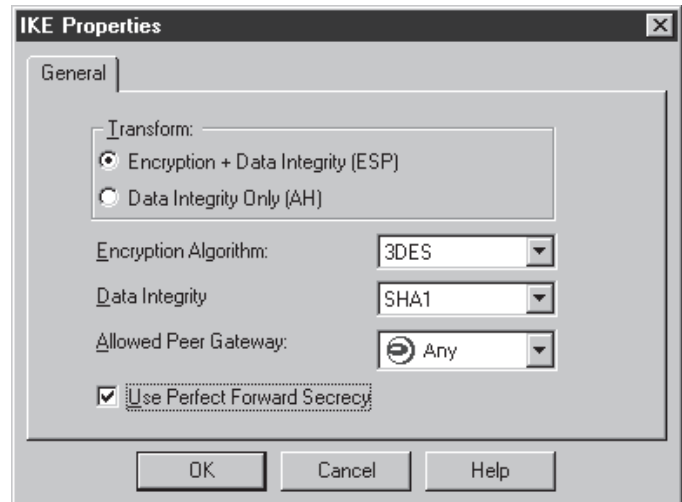 IKE Properties
General
Transform:
Encryption + Data Integrity (ESP)
Data Integrity Only (AH)
Encryption Algorithm: 3DES
Data Integrity SHA1
Allowed Peer Gateway: Any
Use Perfect Forward Secrecy
OK Cancel Help